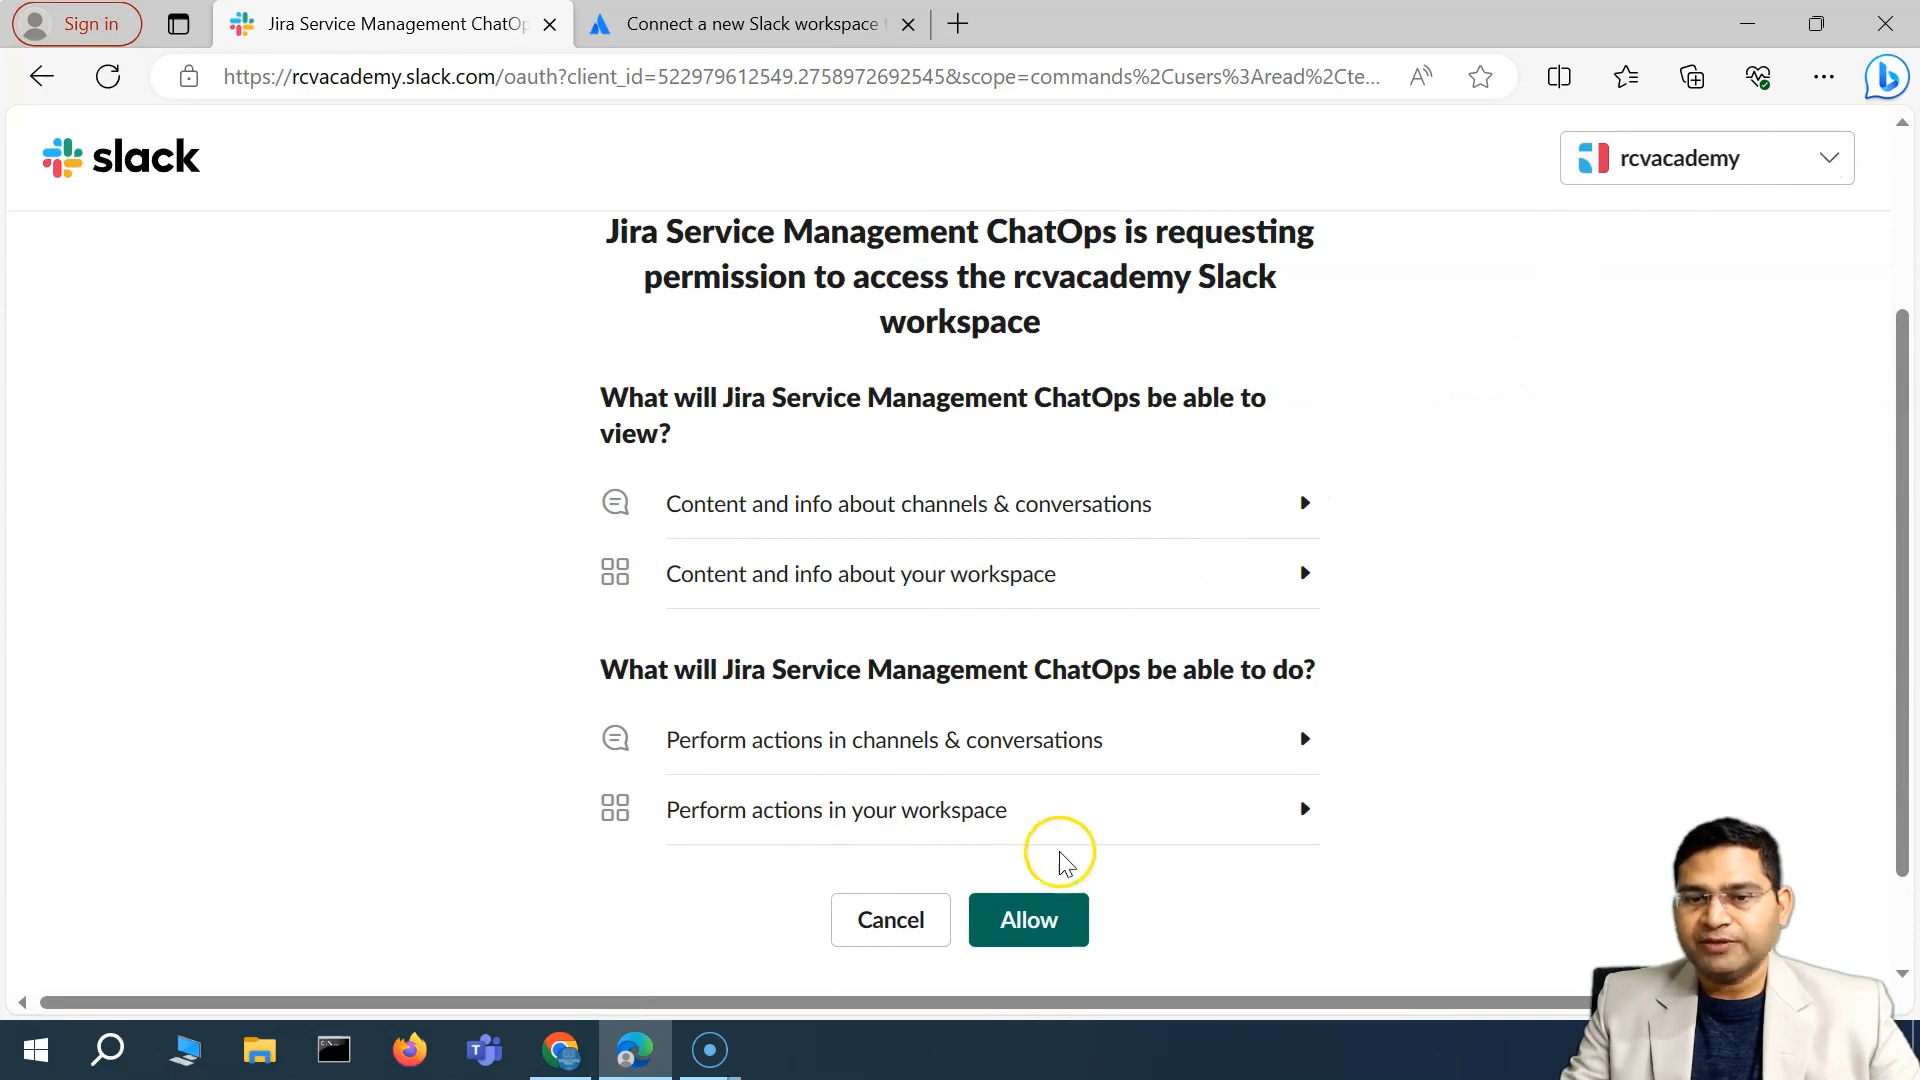 Sign in
Jira Service Management ChatOp
Connect a new Slack workspace
https://rcvacademy.slack.com/oauth?client_id=522979612549.2758972692545&scope=commands%2Cusers%3Aread%2Cte...
slack
rcvacademy
Jira Service Management ChatOps is requesting
permission to access the rcvacademy Slack
workspace
What will Jira Service Management ChatOps be able to
view?
Content and info about channels & conversations
Content and info about your workspace
What will Jira Service Management ChatOps be able to do?
Perform actions in channels & conversations
Perform actions in your workspace
Cancel
Allow